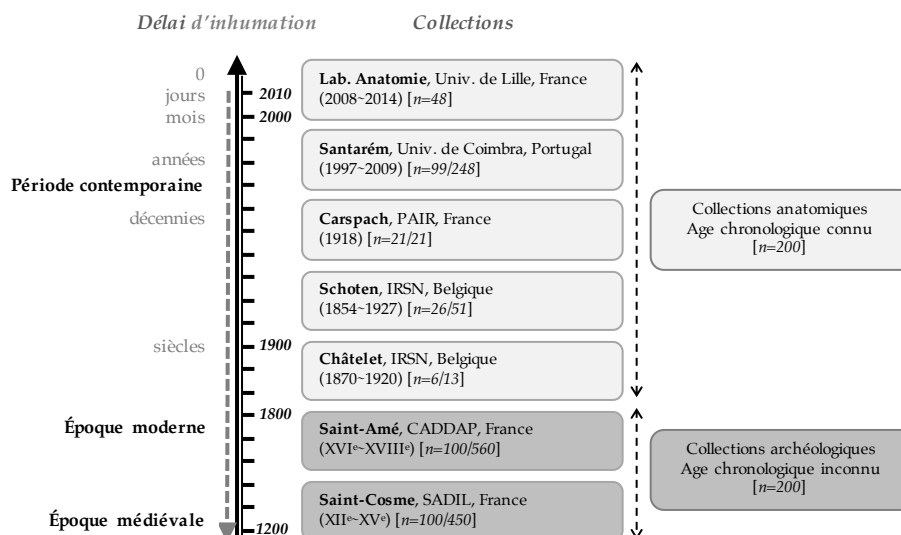 Délai d'inhumation
Collections
0
jours
mois
années
Période contemporaine
décennies
siècles
Époque moderne
Époque médiévale
2010
2000
1900
1800
1200
Lab. Anatomie, Univ. de Lille, France
(2008~2014) [n=48]
Santarém, Univ. de Coimbra, Portugal
(1997~2009) [n=99/248]
Carspach, PAIR, France
(1918) [n=21/21]
Schoten, IRSN, Belgique
(1854~1927) [n=26/51]
Châtelet, IRSN, Belgique
(1870~1920) [n=6/13]
Saint-Amé, CADDAP, France
(XVIᵉ~XVIIIᵉ) [n=100/560]
Saint-Cosme, SADIL, France
(XIIᵉ~XVᵉ) [n=100/450]
Collections anatomiques
Age chronologique connu
[n=200]
Collections archéologiques
Age chronologique inconnu
[n=200]